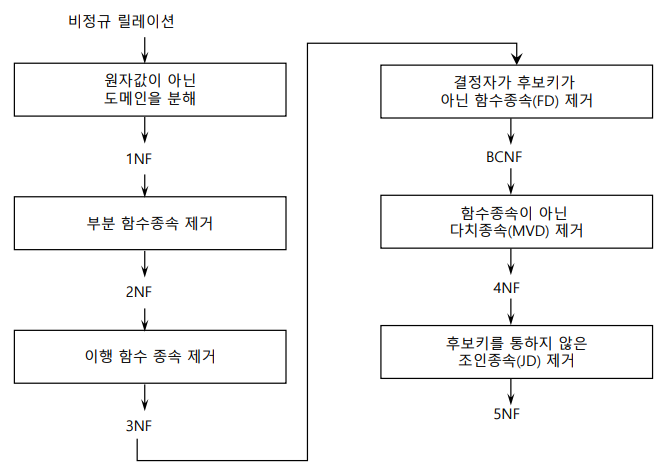 비정규 릴레이션
원자값이 아닌
도메인을 분해
1NF
부분 함수종속 제거
2NF
이행 함수 종속 제거
3NF
결정자가 후보키가
아닌 함수종속(FD) 제거
BCNF
함수종속이 아닌
다치종속(MVD) 제거
4NF
후보키를 통하지 않은
조인종속(JD) 제거
5NF